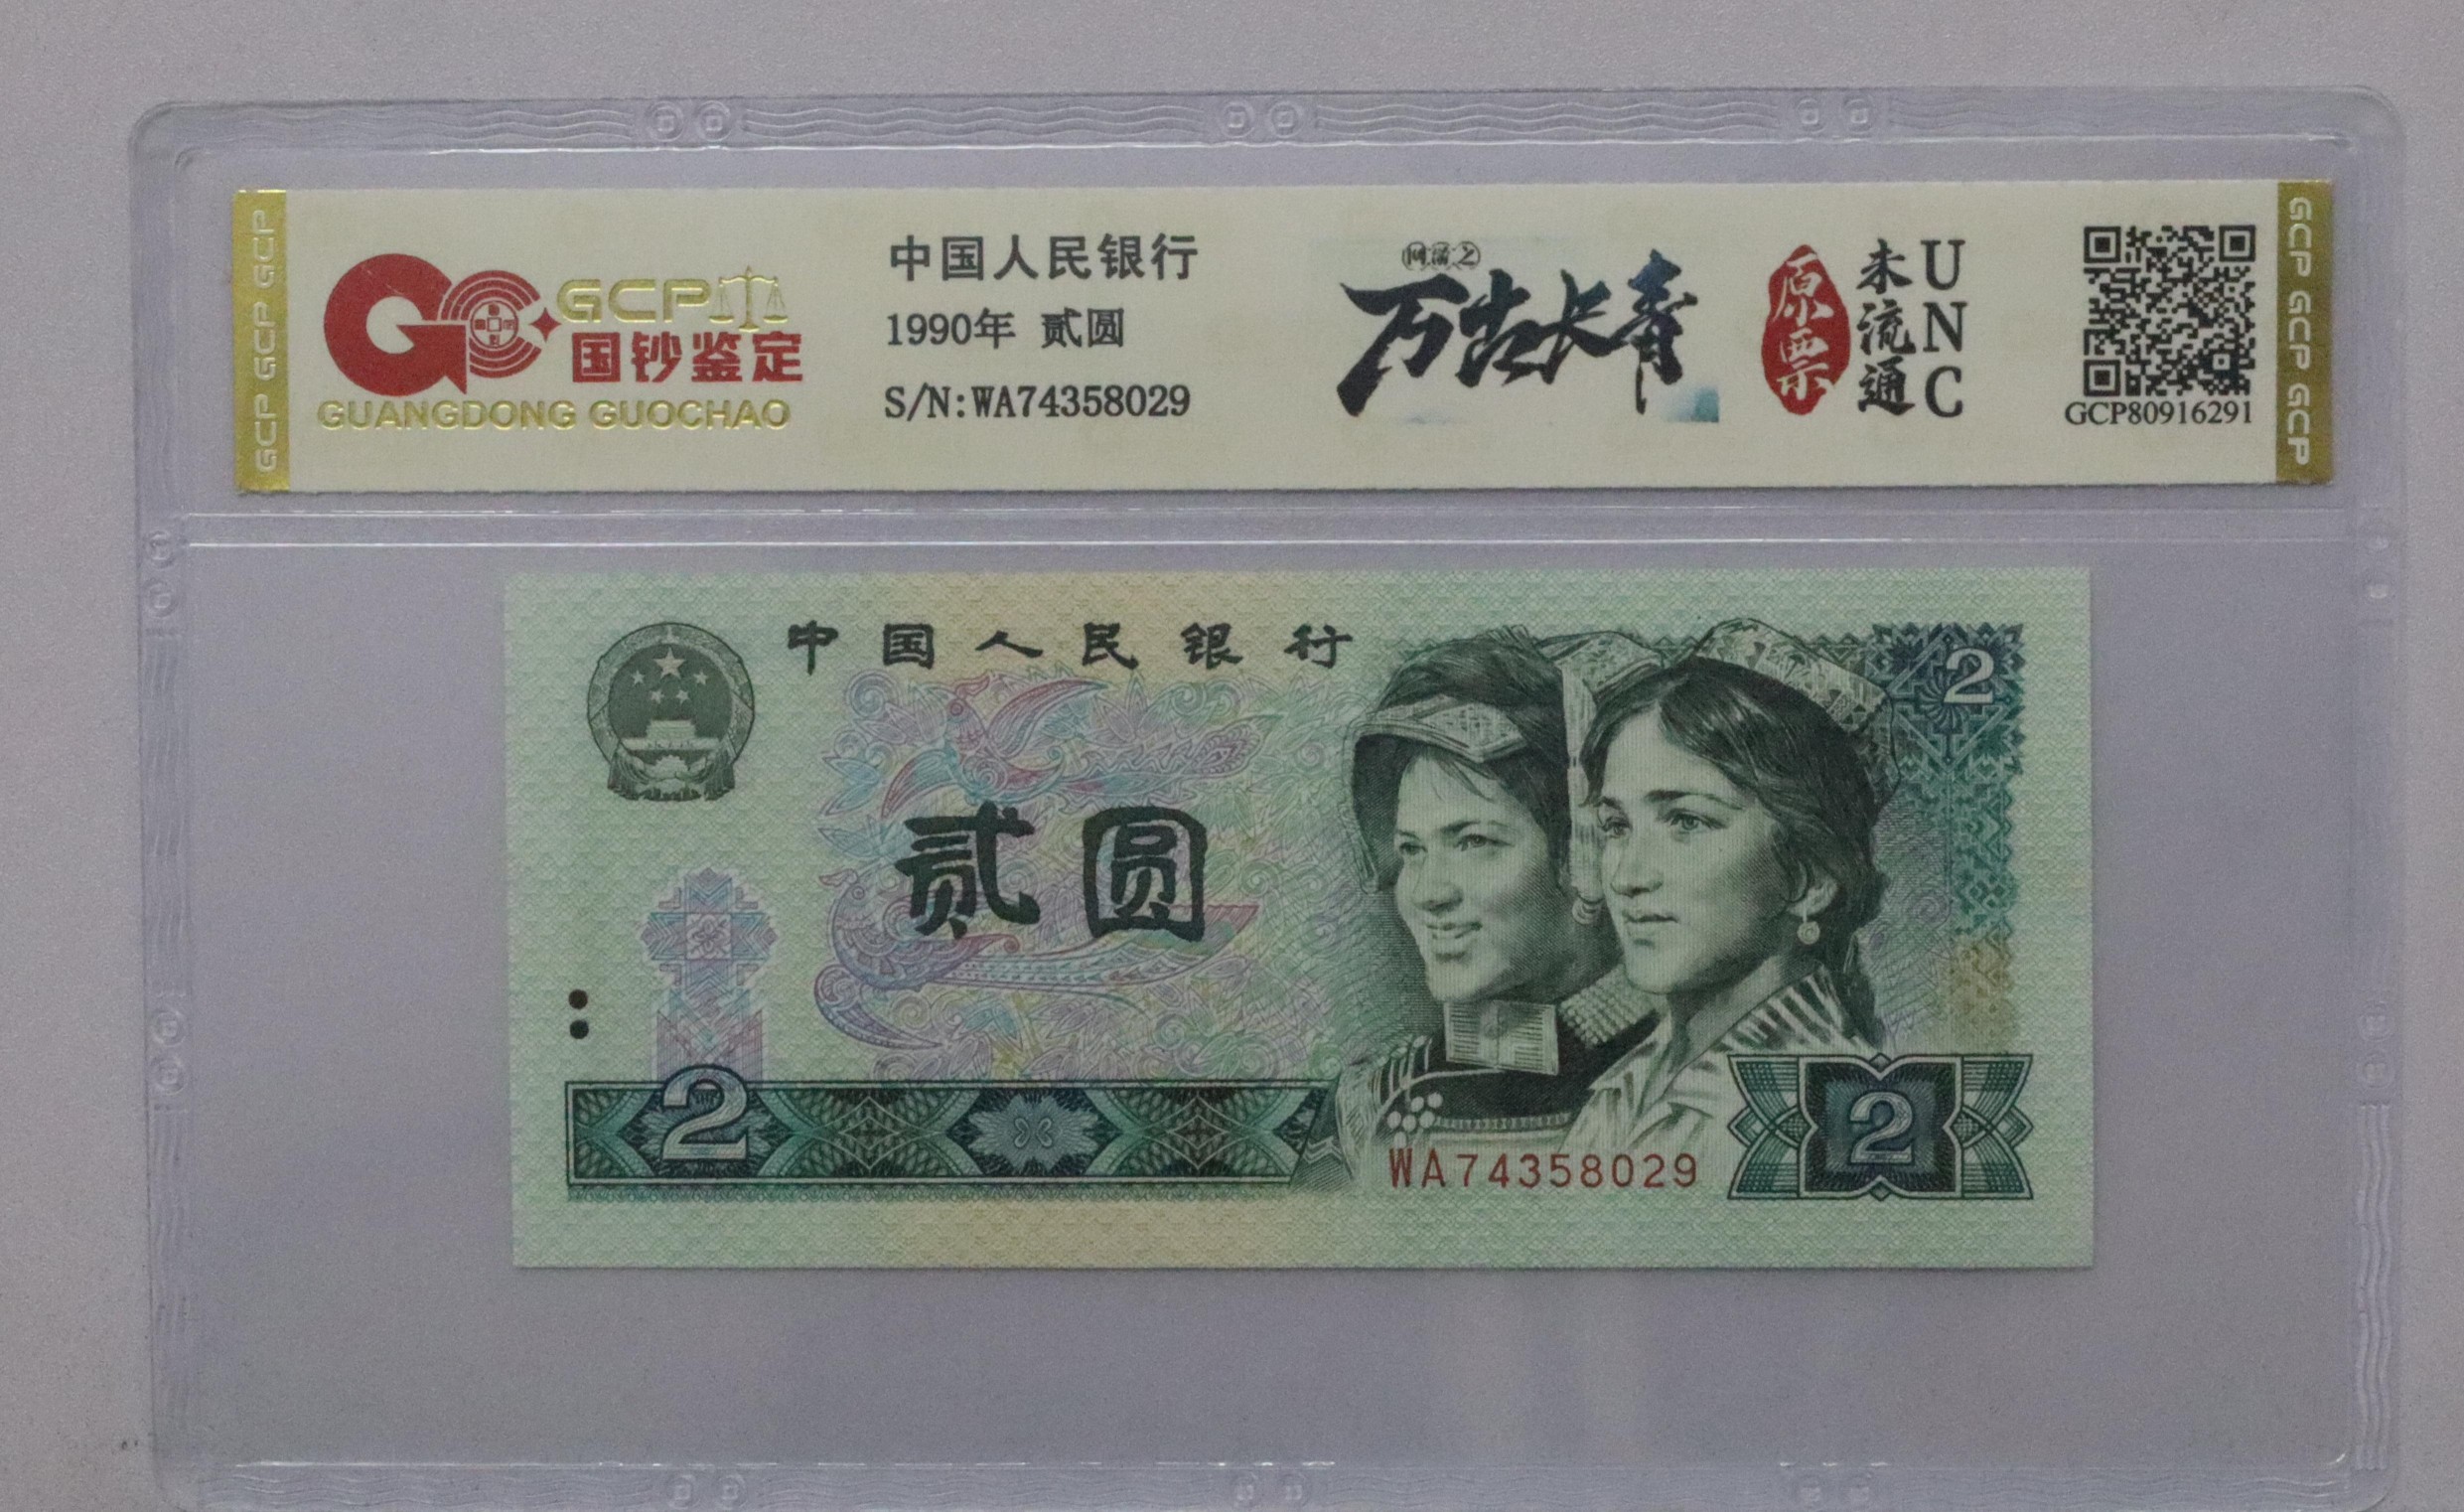 GCP GCP GCP
GCP
国钞鉴定
GUANGDONG GUOCHAO
中国人民银行
1990年 贰圆
S/N:WA74358029
万古长青
原票
未流通
UNC
GCP80916291
GCP GCP GCP
中国人民银行
2
贰圆
2
WA74358029
2